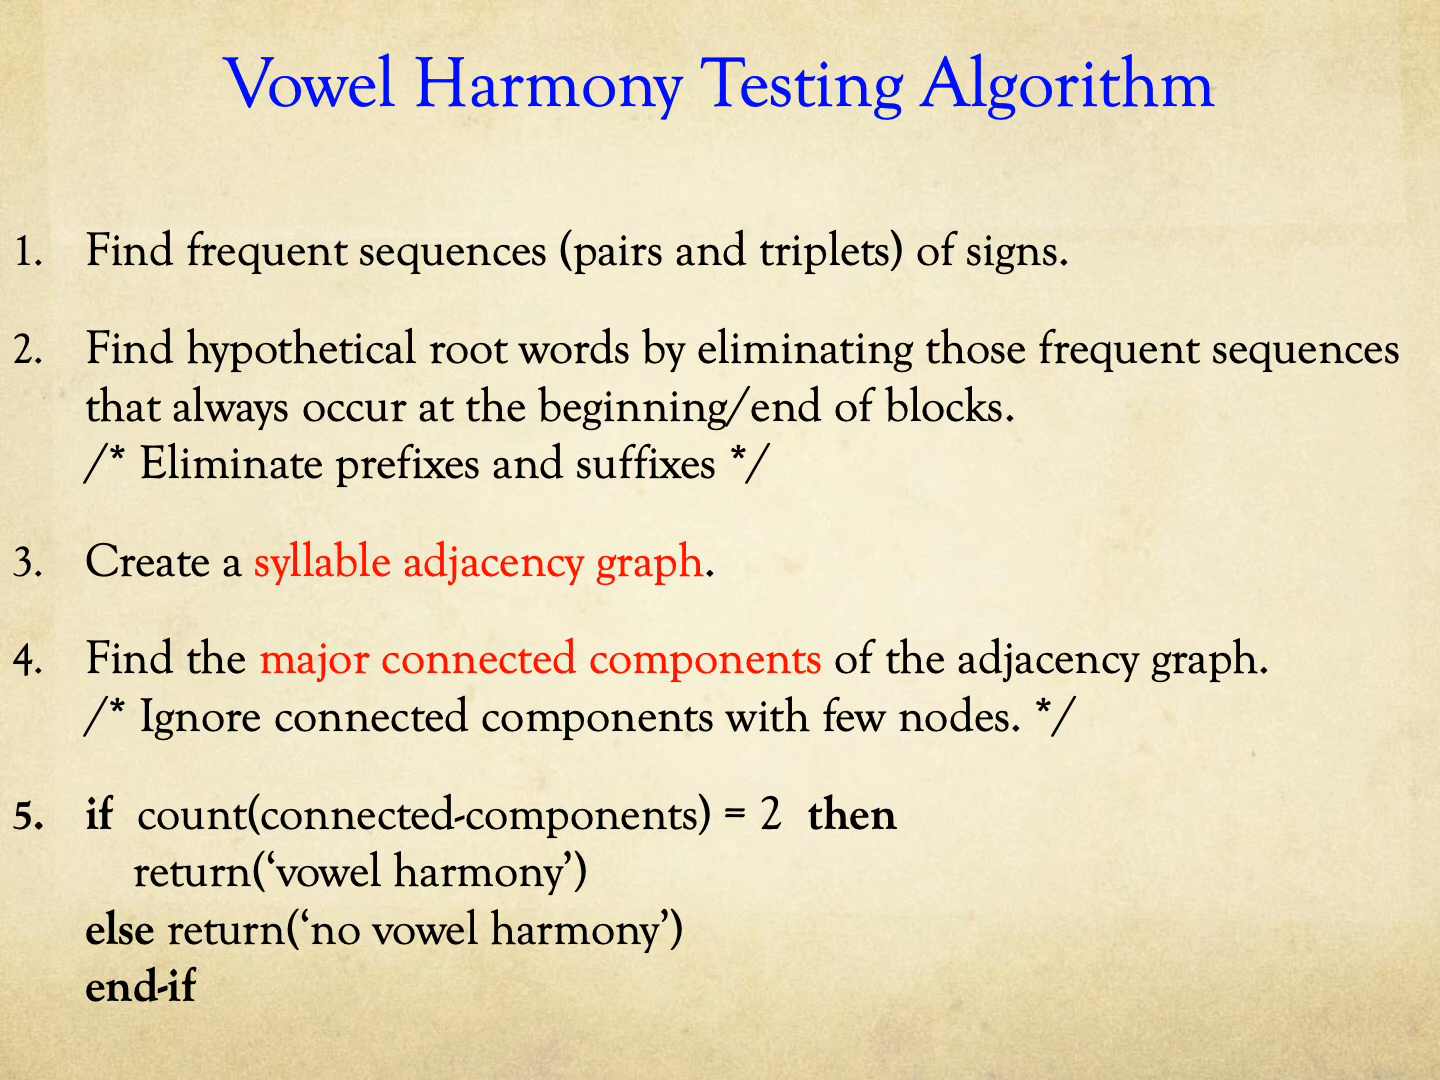 Vowel Harmony Testing Algorithm
1. Find frequent sequences (pairs and triplets) of signs.
2. Find hypothetical root words by eliminating those frequent sequences
that always occur at the beginning/end of blocks.
/* Eliminate prefixes and suffixes */
3. Create a syllable adjacency graph.
4. Find the major connected components of the adjacency graph.
/* Ignore connected components with few nodes. */
5. if count(connected-components) = 2 then
return(‘vowel harmony’)
else return(‘no vowel harmony’)
end-if